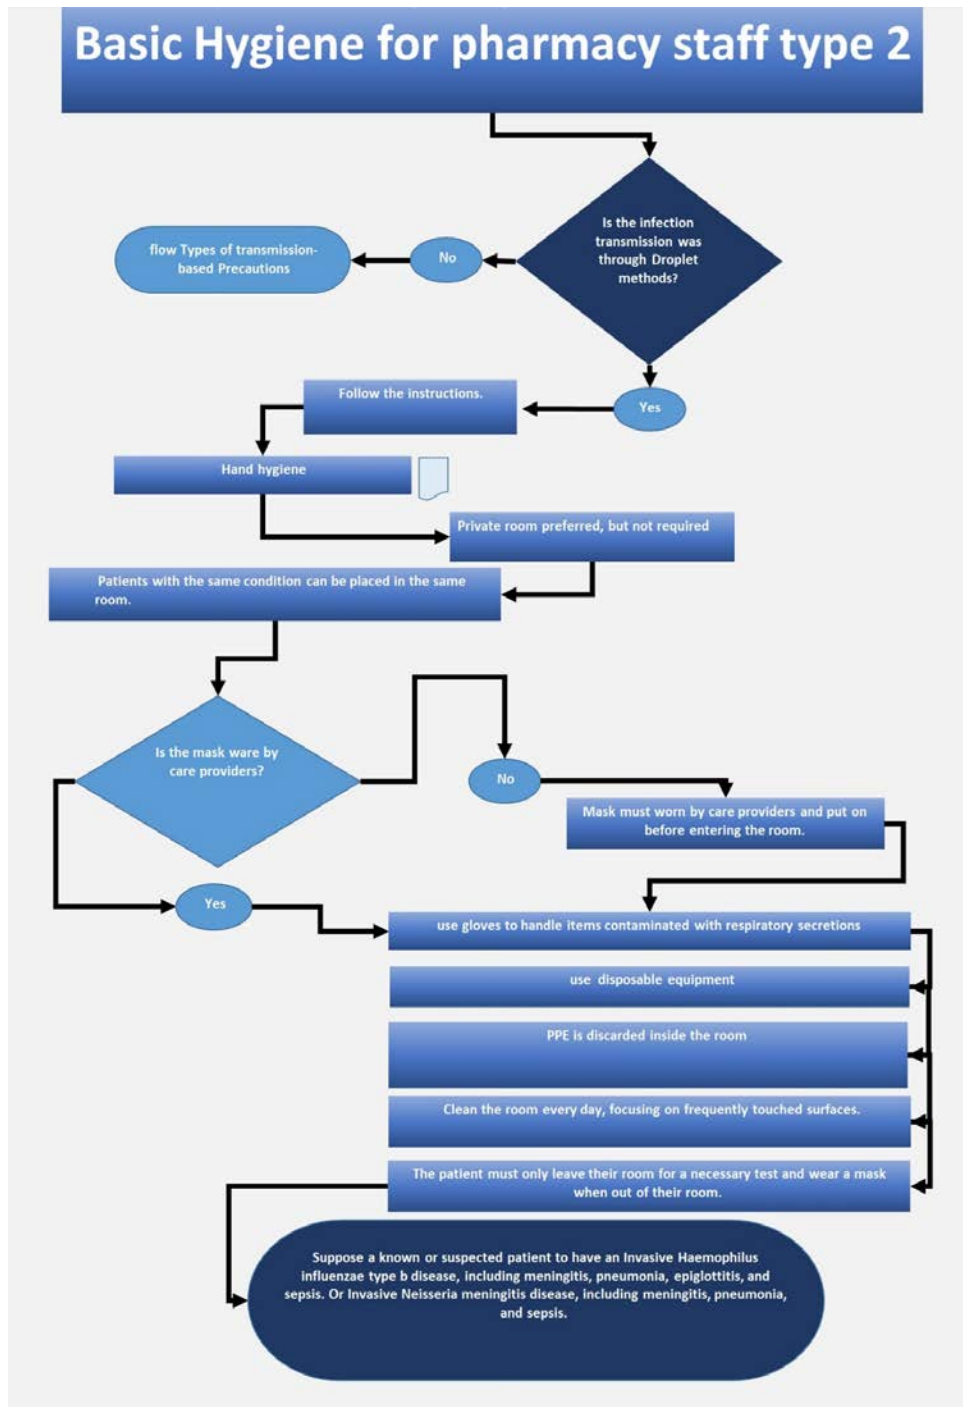 Basic Hygiene for pharmacy staff type 2
Is the infection
transmission was
through Droplet
methods?
No
flow Types of transmission-
based Precautions
Yes
Follow the instructions.
Hand hygiene
Private room preferred, but not required
Patients with the same condition can be placed in the same
room.
Is the mask ware by
care providers?
No
Mask must worn by care providers and put on
before entering the room.
Yes
use gloves to handle items contaminated with respiratory secretions
use disposable equipment
PPE is discarded inside the room
Clean the room every day, focusing on frequently touched surfaces.
The patient must only leave their room for a necessary test and wear a mask
when out of their room.
Suppose a known or suspected patient to have an Invasive Haemophilus
influenzae type b disease, including meningitis, pneumonia, epiglottitis, and
sepsis. Or Invasive Neisseria meningitis disease, including meningitis, pneumonia,
and sepsis.